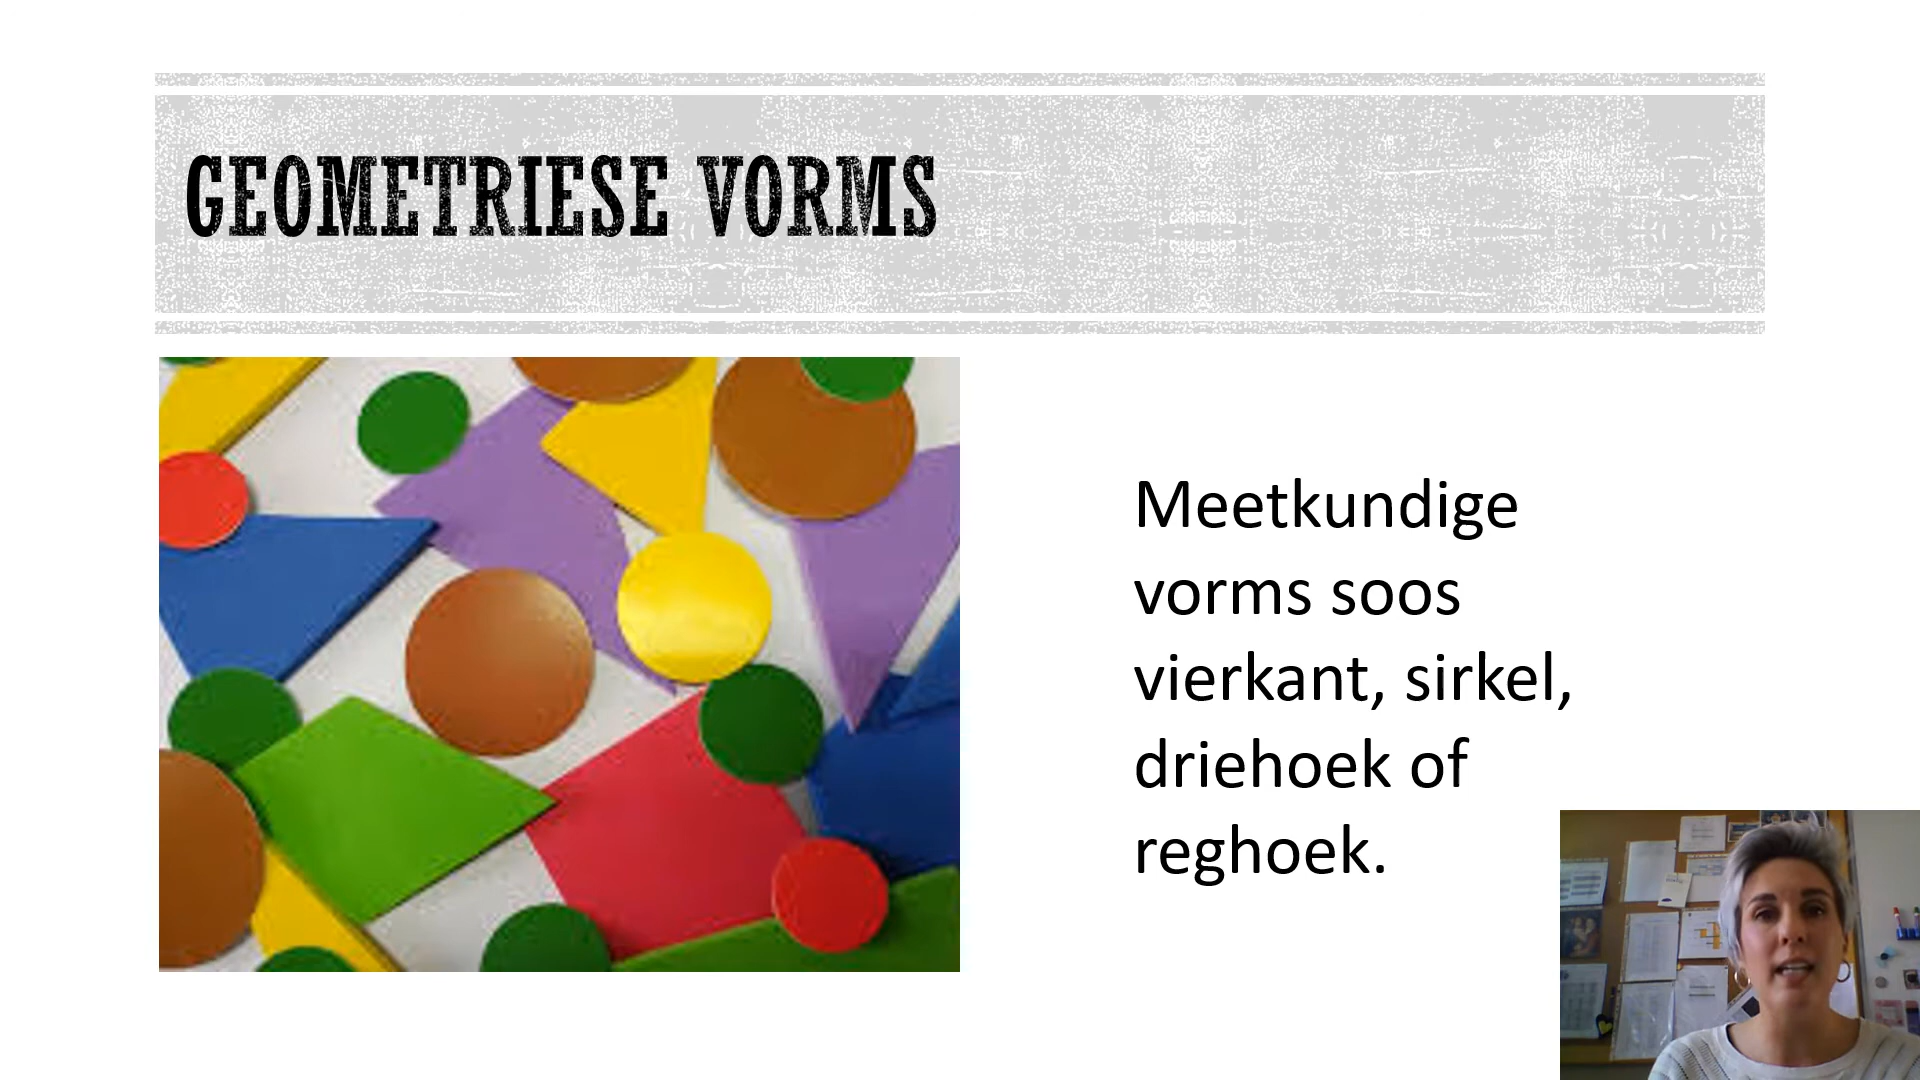 GEOMETRIESE VORMS
Meetkundige
vorms soos
vierkant, sirkel,
driehoek of
reghoek.